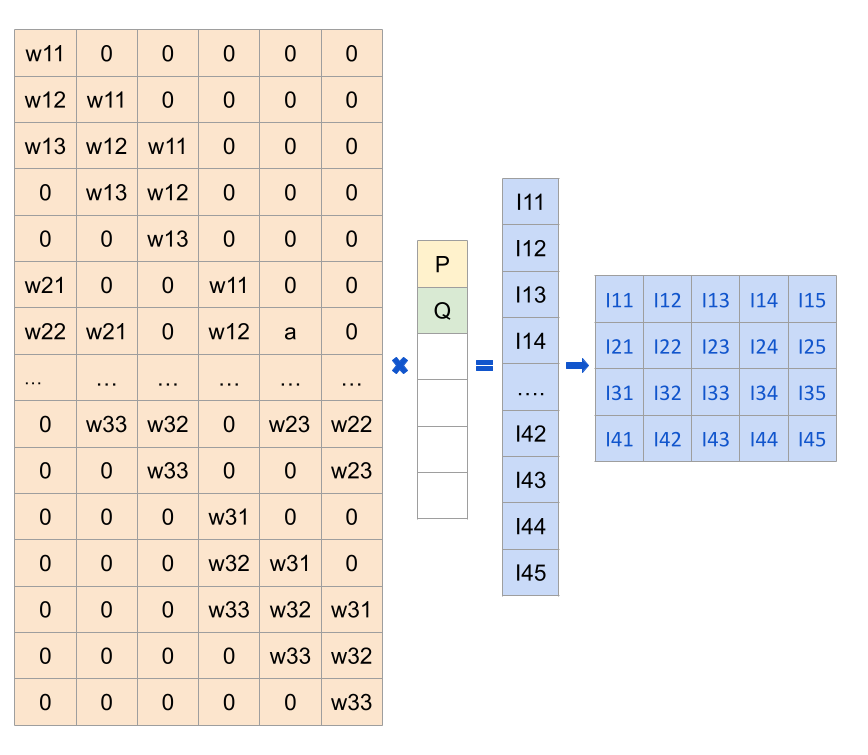 w11 0 0 0 0 0
w12 w11 0 0 0 0
w13 w12 w11 0 0 0
0 w13 w12 0 0 0
0 0 w13 0 0 0
w21 0 0 w11 0 0
w22 w21 0 w12 a 0
... ... ... ... ... ...
0 w33 w32 0 w23 w22
0 0 w33 0 0 w23
0 0 0 w31 0 0
0 0 0 w32 w31 0
0 0 0 w33 w32 w31
0 0 0 0 w33 w32
0 0 0 0 0 w33
×
P
Q
=
I11
I12
I13
I14
....
I42
I43
I44
I45
I11 I12 I13 I14 I15
I21 I22 I23 I24 I25
I31 I32 I33 I34 I35
I41 I42 I43 I44 I45